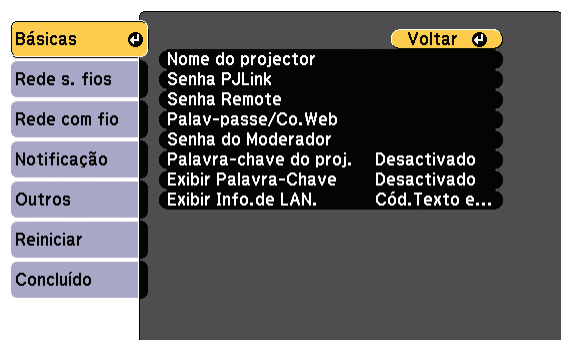 Básicas
Rede s. fios
Rede com fio
Notificação
Outros
Reiniciar
Concluído
Voltar
Nome do projector
Senha PJLink
Senha Remote
Palav-passe/Co.Web
Senha do Moderador
Palavra-chave do proj. Desactivado
Exibir Palavra-Chave Desactivado
Exibir Info.de LAN. Cód.Texto e...